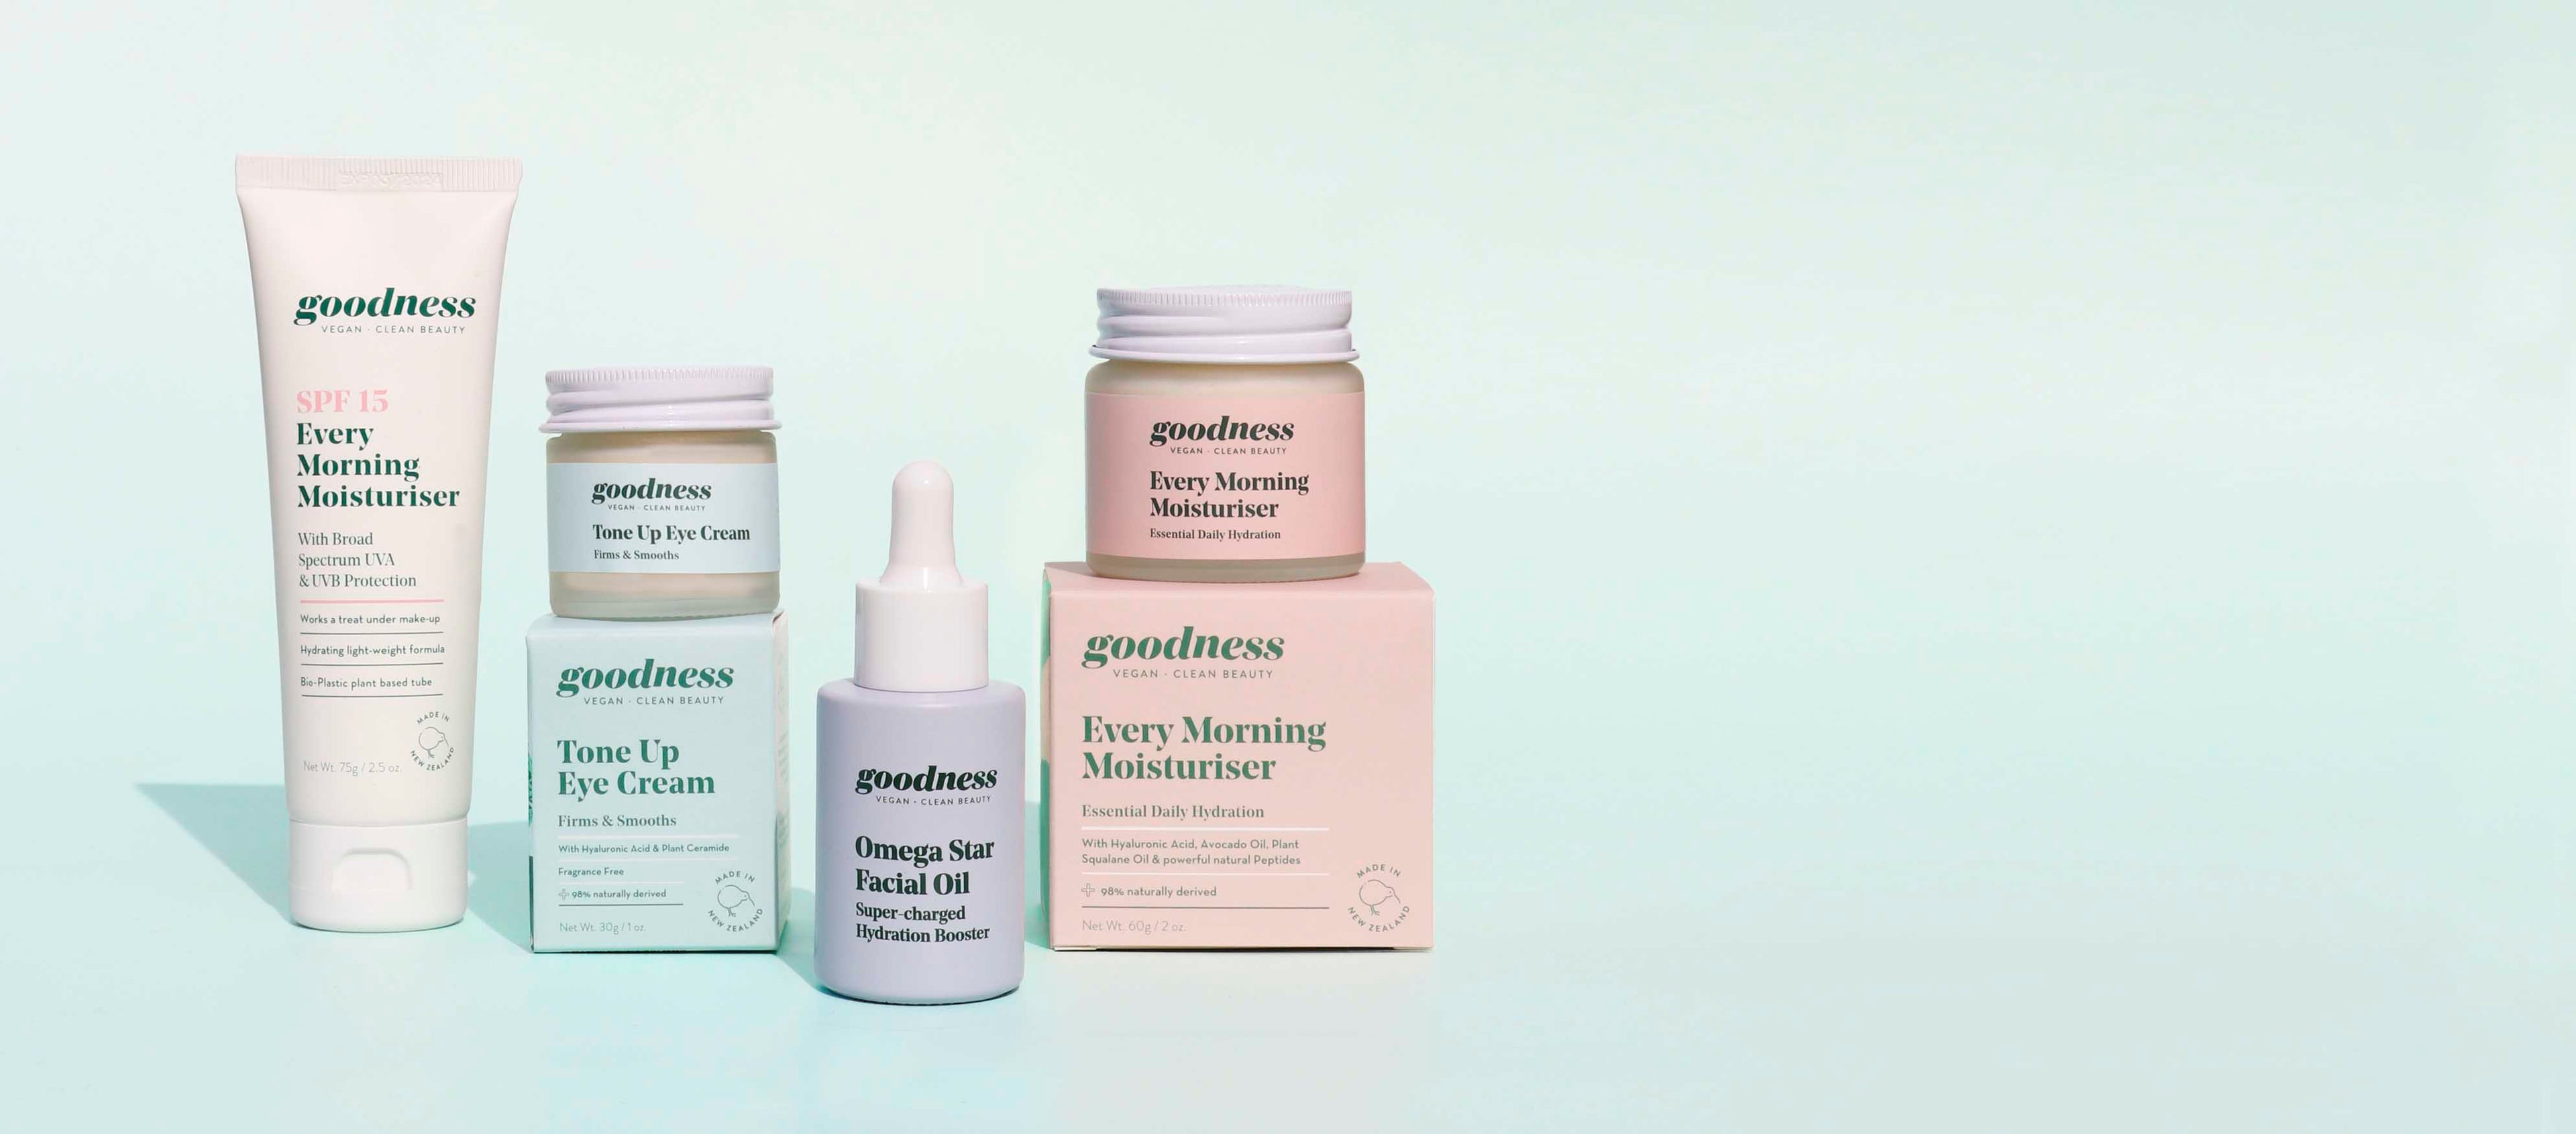 goodness
VEGAN · CLEAN BEAUTY
SPF 15
Every
Morning
Moisturiser
With Broad
Spectrum UVA
& UVB Protection
Works a treat under make-up
Hydrating light-weight formula
Bio-Plastic plant based tube
MADE IN
NEW ZEALAND
Net Wt. 75g / 2.5 oz.
goodness
VEGAN · CLEAN BEAUTY
Tone Up Eye Cream
Firms & Smooths
goodness
VEGAN · CLEAN BEAUTY
Tone Up
Eye Cream
Firms & Smooths
With Hyaluronic Acid & Plant Ceramide
Fragrance Free
98% naturally derived
MADE IN
NEW ZEALAND
Net Wt. 30g / 1 oz.
goodness
VEGAN · CLEAN BEAUTY
Omega Star
Facial Oil
Super-charged
Hydration Booster
goodness
VEGAN · CLEAN BEAUTY
Every Morning
Moisturiser
Essential Daily Hydration
goodness
VEGAN · CLEAN BEAUTY
Every Morning
Moisturiser
Essential Daily Hydration
With Hyaluronic Acid, Avocado Oil, Plant
Squalane Oil & powerful natural Peptides
98% naturally derived
MADE IN
NEW ZEALAND
Net Wt. 60g / 2 oz.